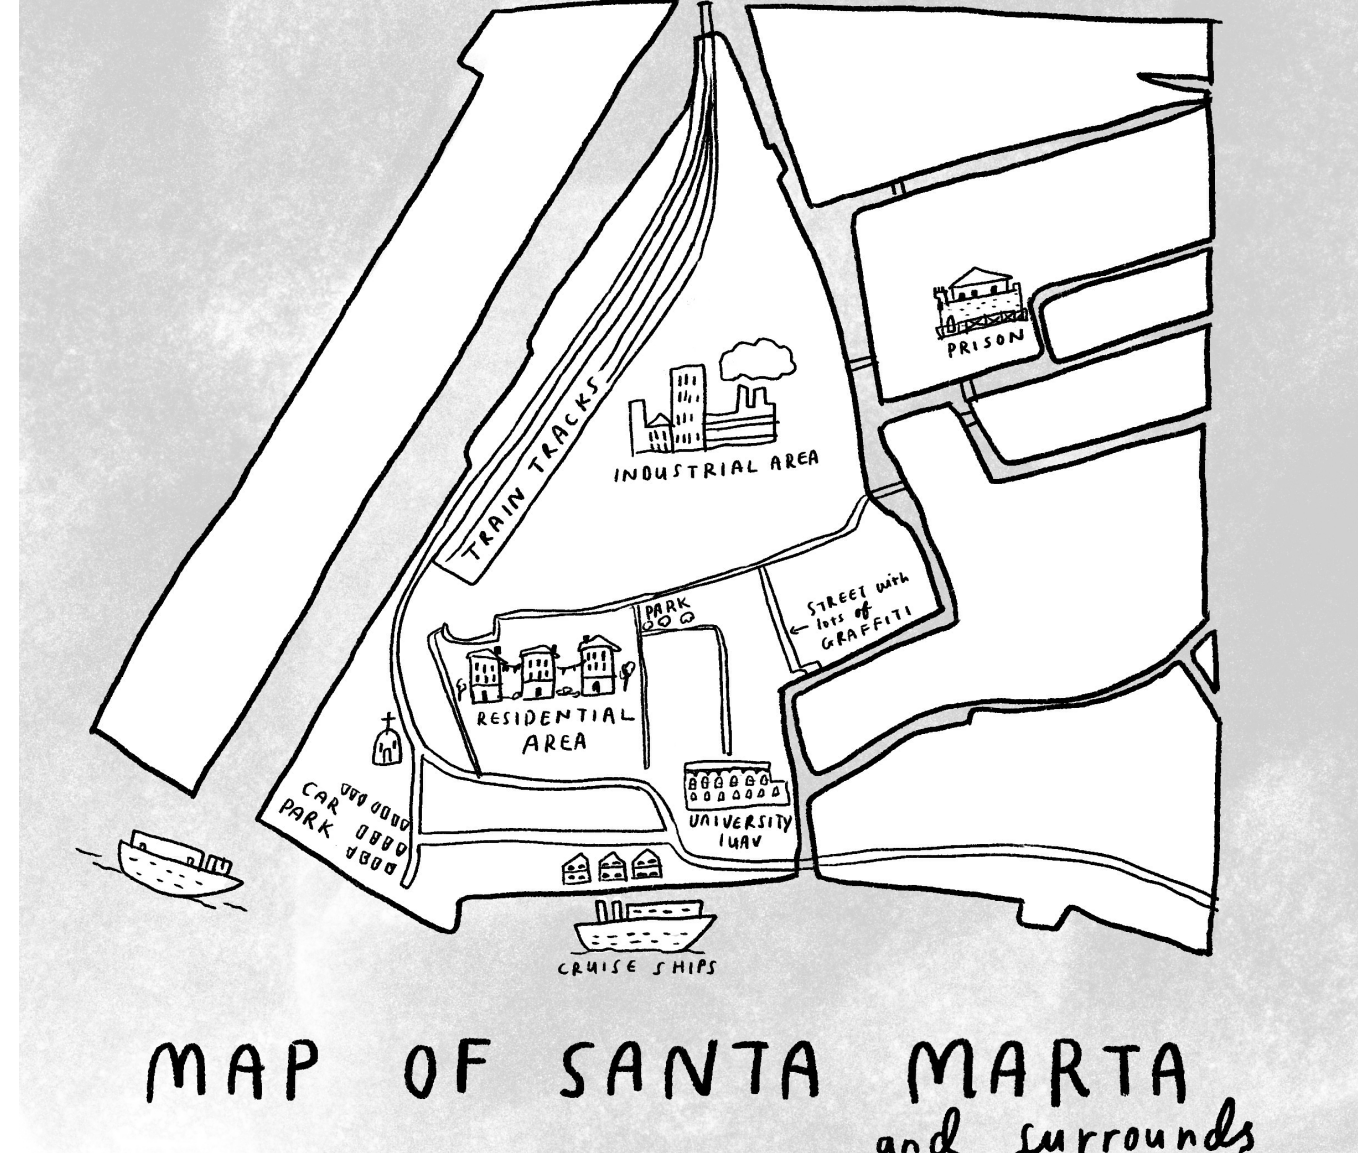 PRISON
TRAIN TRACKS
INDUSTRIAL AREA
STREET with
lots of
GRAFFITI
PARK
RESIDENTIAL
AREA
CAR
PARK
UNIVERSITY
IUAV
CRUISE SHIPS
MAP OF SANTA MARTA
and surrounds